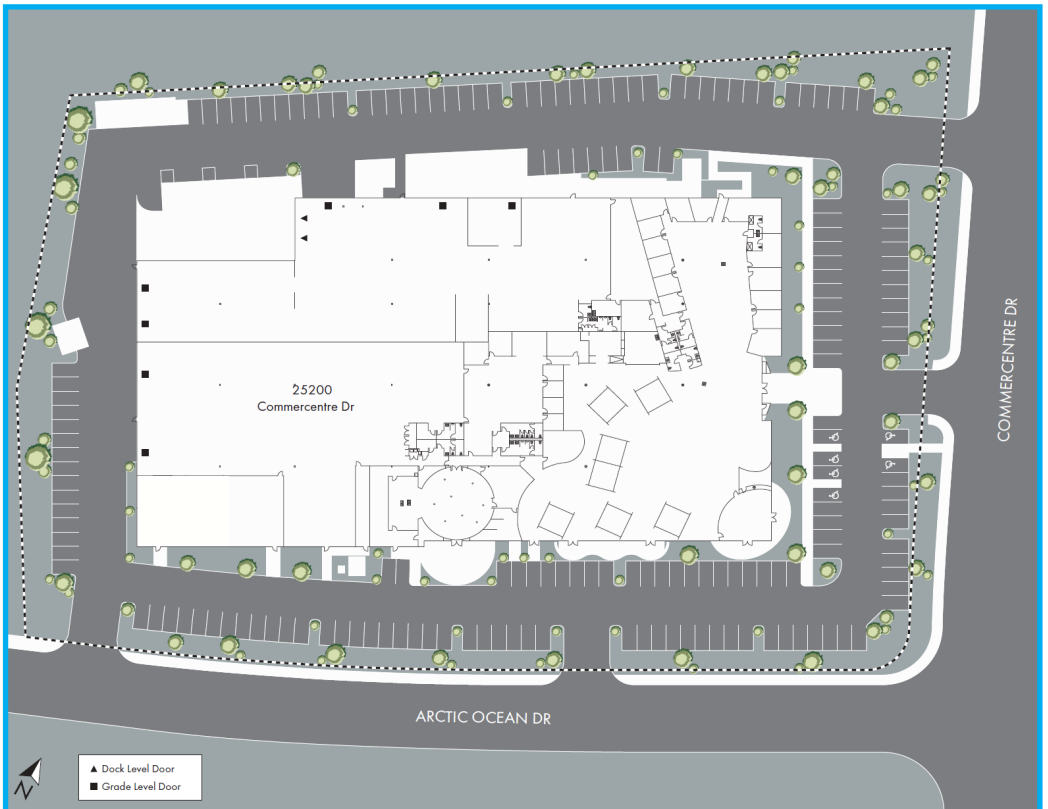 COMMERCENTRE DR
25200
Commercentre Dr
ARCTIC OCEAN DR
N
Dock Level Door
Grade Level Door